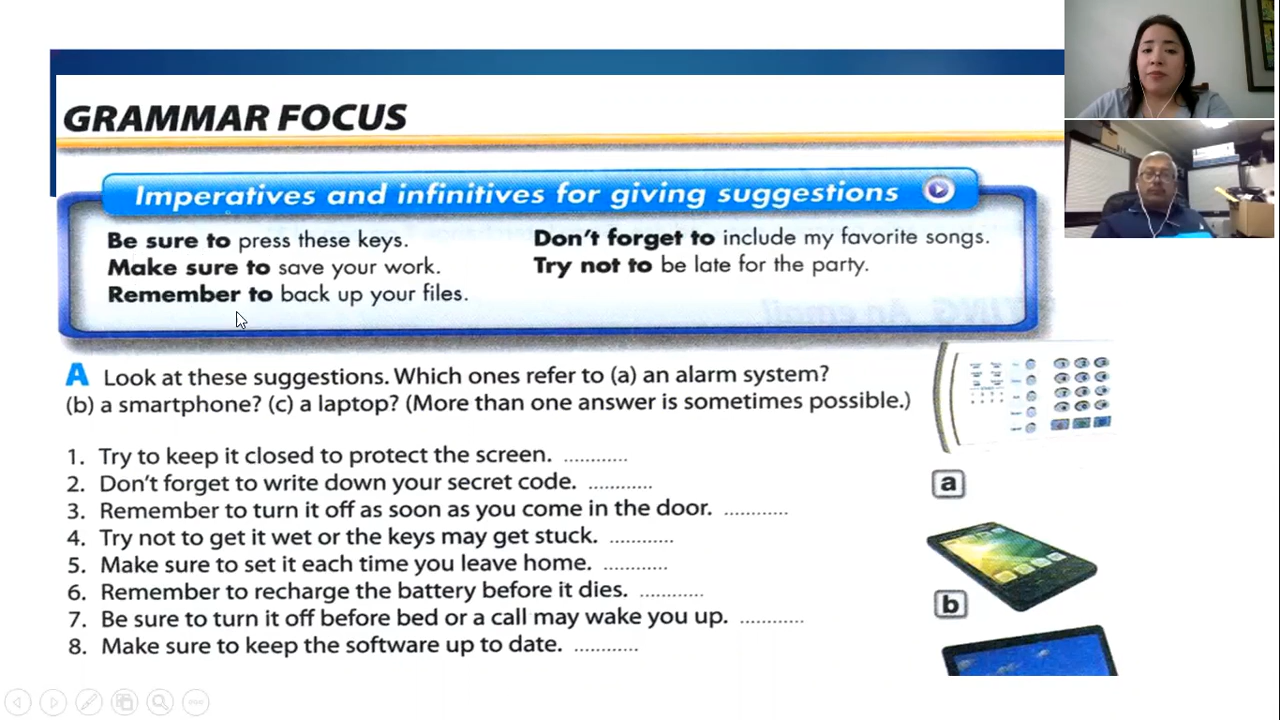 GRAMMAR FOCUS
Imperatives and infinitives for giving suggestions
Be sure to press these keys.
Make sure to save your work.
Remember to back up your files.
Don't forget to include my favorite songs.
Try not to be late for the party.
A Look at these suggestions. Which ones refer to (a) an alarm system?
(b) a smartphone? (c) a laptop? (More than one answer is sometimes possible.)
1. Try to keep it closed to protect the screen. ............
2. Don't forget to write down your secret code. ............
3. Remember to turn it off as soon as you come in the door. ............
4. Try not to get it wet or the keys may get stuck. ............
5. Make sure to set it each time you leave home. ............
6. Remember to recharge the battery before it dies. ............
7. Be sure to turn it off before bed or a call may wake you up. ............
8. Make sure to keep the software up to date. ............
a
b